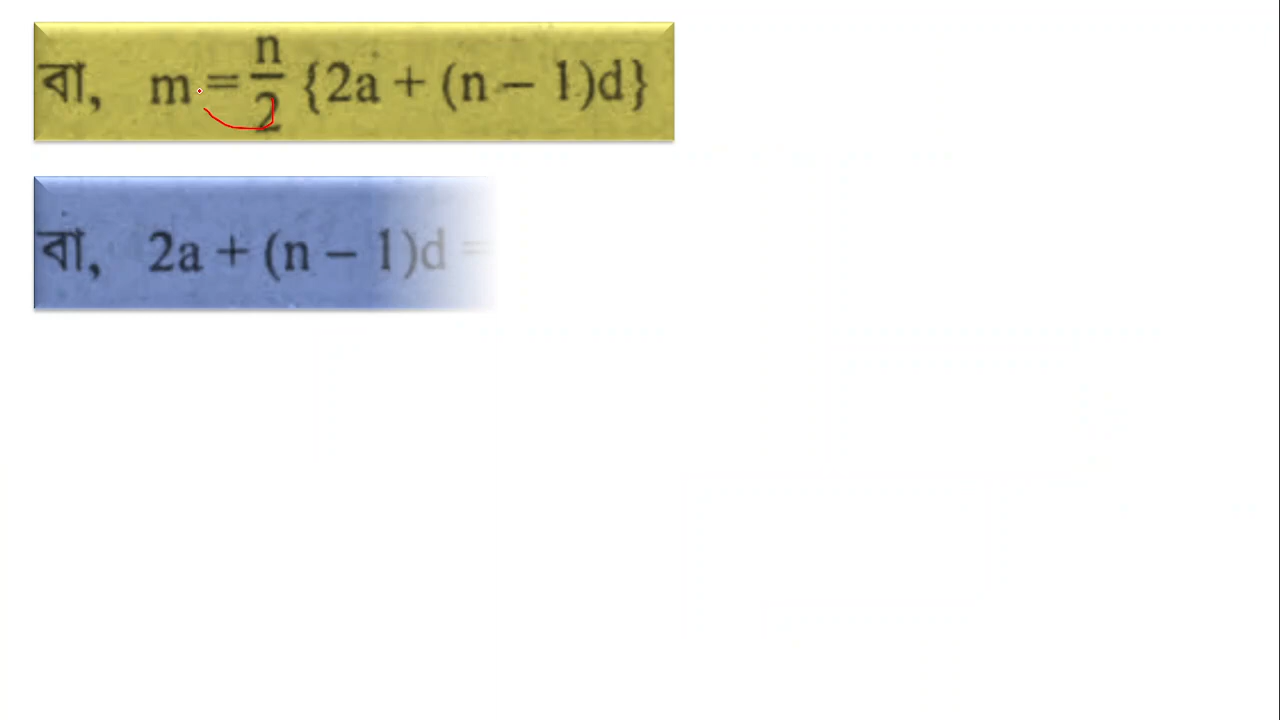 বা, m = n/2 {2a + (n – 1)d}
বা, 2a + (n – 1)d =